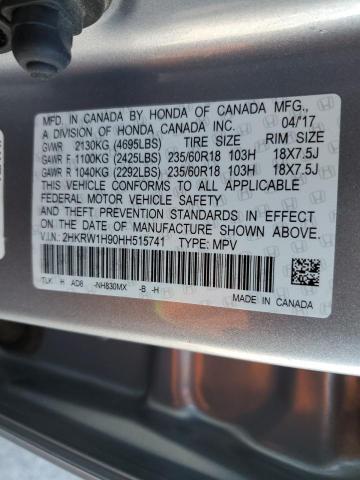 MFD. IN CANADA BY HONDA OF CANADA MFG.,
A DIVISION OF HONDA CANADA INC. 04/17
GVWR 2130KG (4695LBS) TIRE SIZE RIM SIZE
GAWR F 1100KG (2425LBS) 235/60R18 103H 18X7.5J
GAWR R 1040KG (2292LBS) 235/60R18 103H 18X7.5J
THIS VEHICLE CONFORMS TO ALL APPLICABLE
FEDERAL MOTOR VEHICLE SAFETY AND
THEFT PREVENTION STANDARDS IN EFFECT
ON THE DATE OF MANUFACTURE SHOWN ABOVE.
V.I.N.: 2HKRW1H90HH515741 TYPE: MPV
TLK H AD8 -NH830MX -B -H MADE IN CANADA